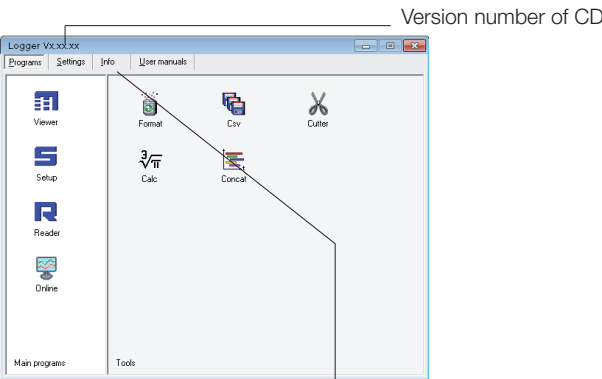 Version number of CD
Logger Vx.xx.xx
Programs Settings Info User manuals
Viewer Format Csv Cutter
Setup Calc Concat
Reader
Online
Main programs Tools